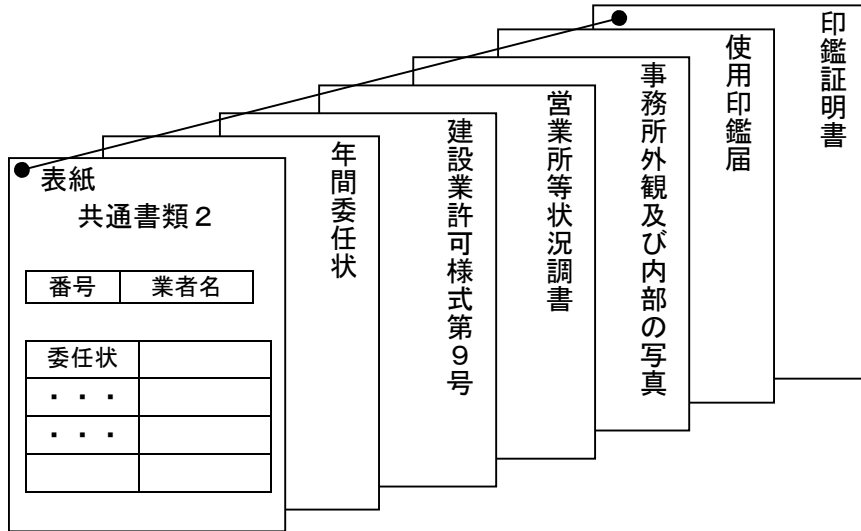 表紙
共通書類２
番号 業者名
委任状
・・・
・・・
年間委任状
建設業許可様式第９号
営業所等状況調書
事務所外観及び内部の写真
使用印鑑届
印鑑証明書